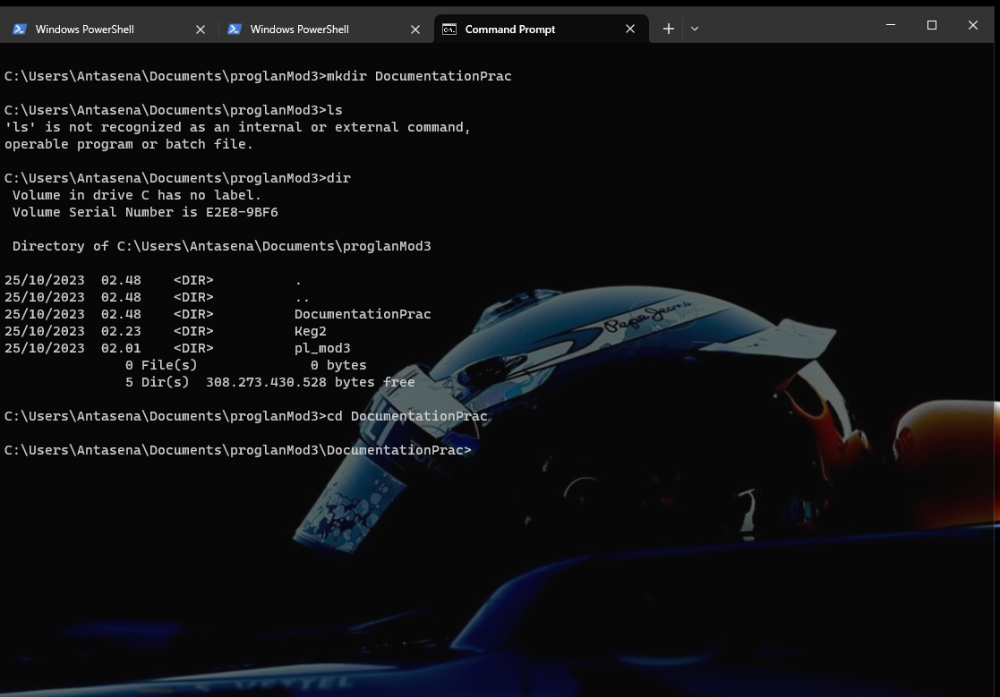 Windows PowerShell
Windows PowerShell
Command Prompt
C:\Users\Antasena\Documents\proglanMod3>mkdir DocumentationPrac
C:\Users\Antasena\Documents\proglanMod3>ls
'ls' is not recognized as an internal or external command,
operable program or batch file.
C:\Users\Antasena\Documents\proglanMod3>dir
Volume in drive C has no label.
Volume Serial Number is E2E8-9BF6
Directory of C:\Users\Antasena\Documents\proglanMod3
25/10/2023  02.48    <DIR>          .
25/10/2023  02.48    <DIR>          ..
25/10/2023  02.48    <DIR>          DocumentationPrac
25/10/2023  02.23    <DIR>          Keg2
25/10/2023  02.01    <DIR>          pl_mod3
0 File(s)              0 bytes
5 Dir(s)  308.273.430.528 bytes free
C:\Users\Antasena\Documents\proglanMod3>cd DocumentationPrac
C:\Users\Antasena\Documents\proglanMod3\DocumentationPrac>
Pepe Jeans
VETTEL